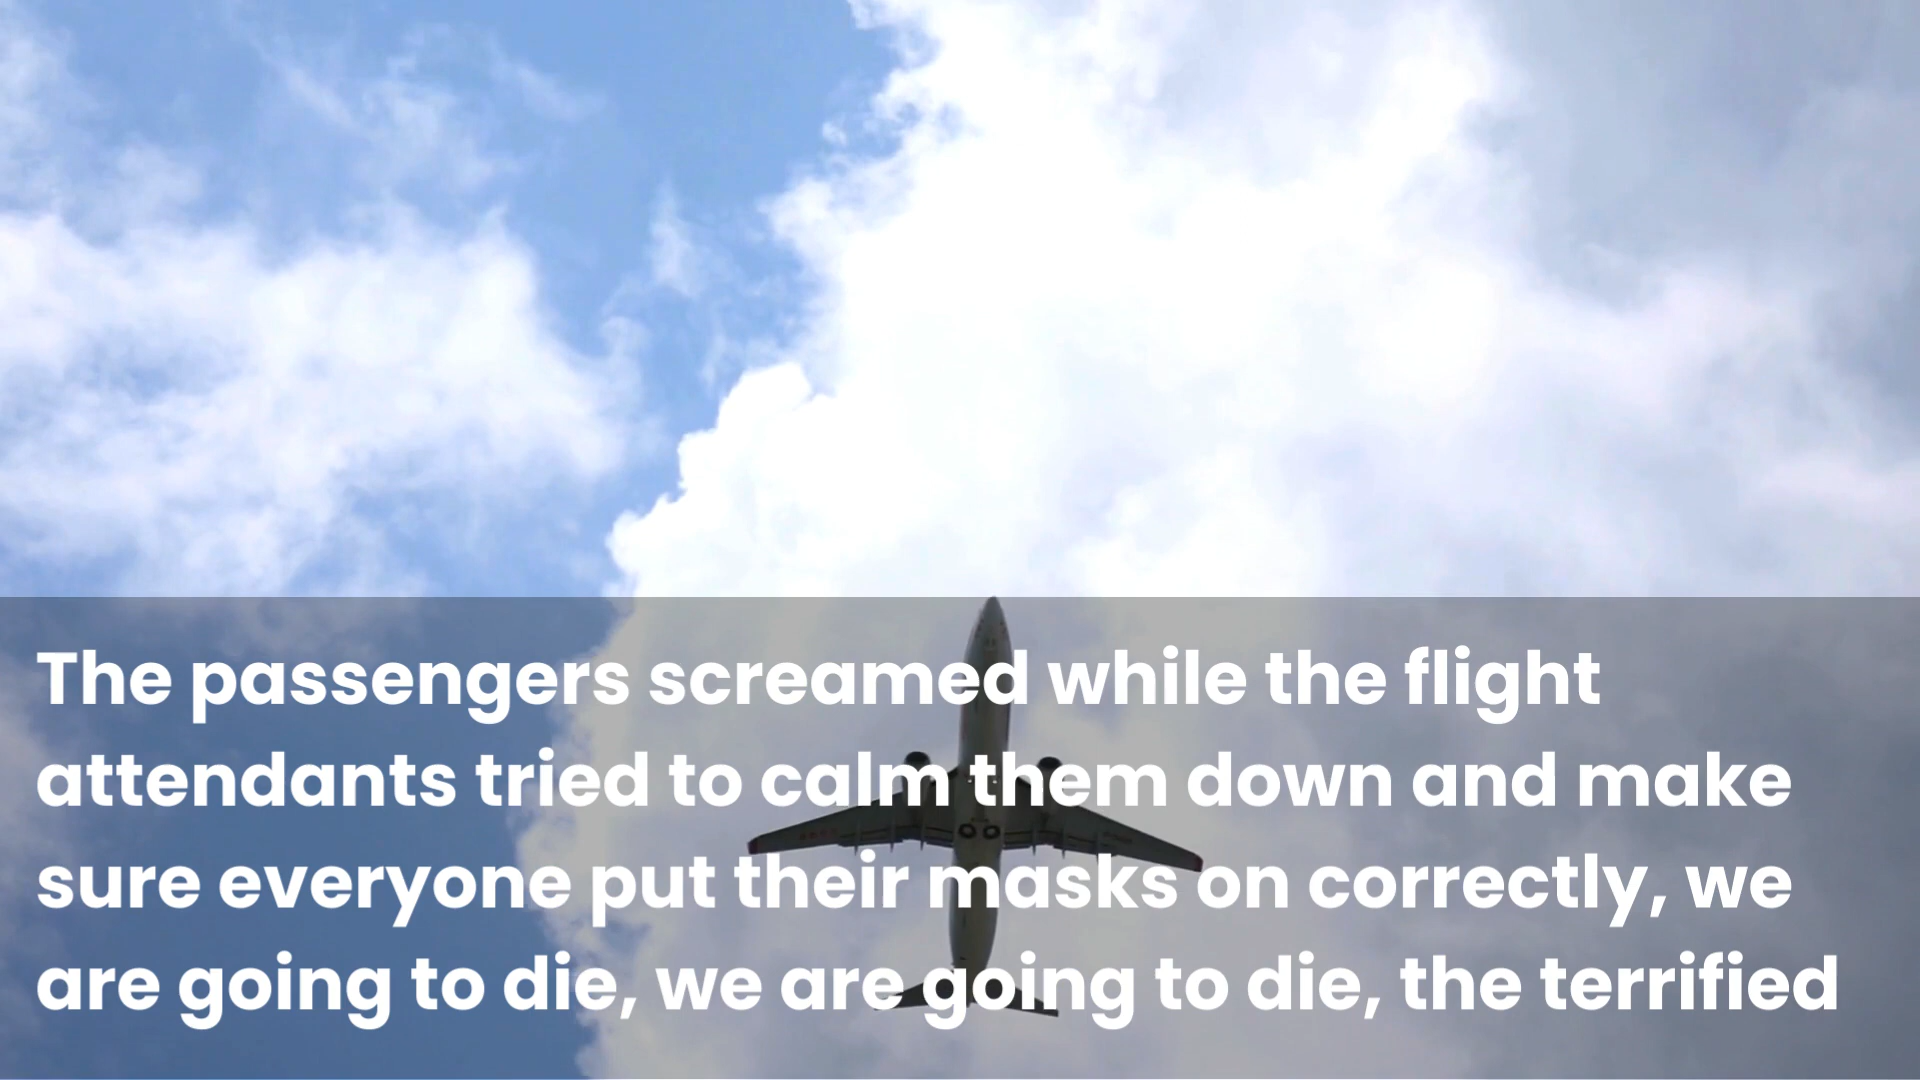 The passengers screamed while the flight
attendants tried to calm them down and make
sure everyone put their masks on correctly, we
are going to die, we are going to die, the terrified